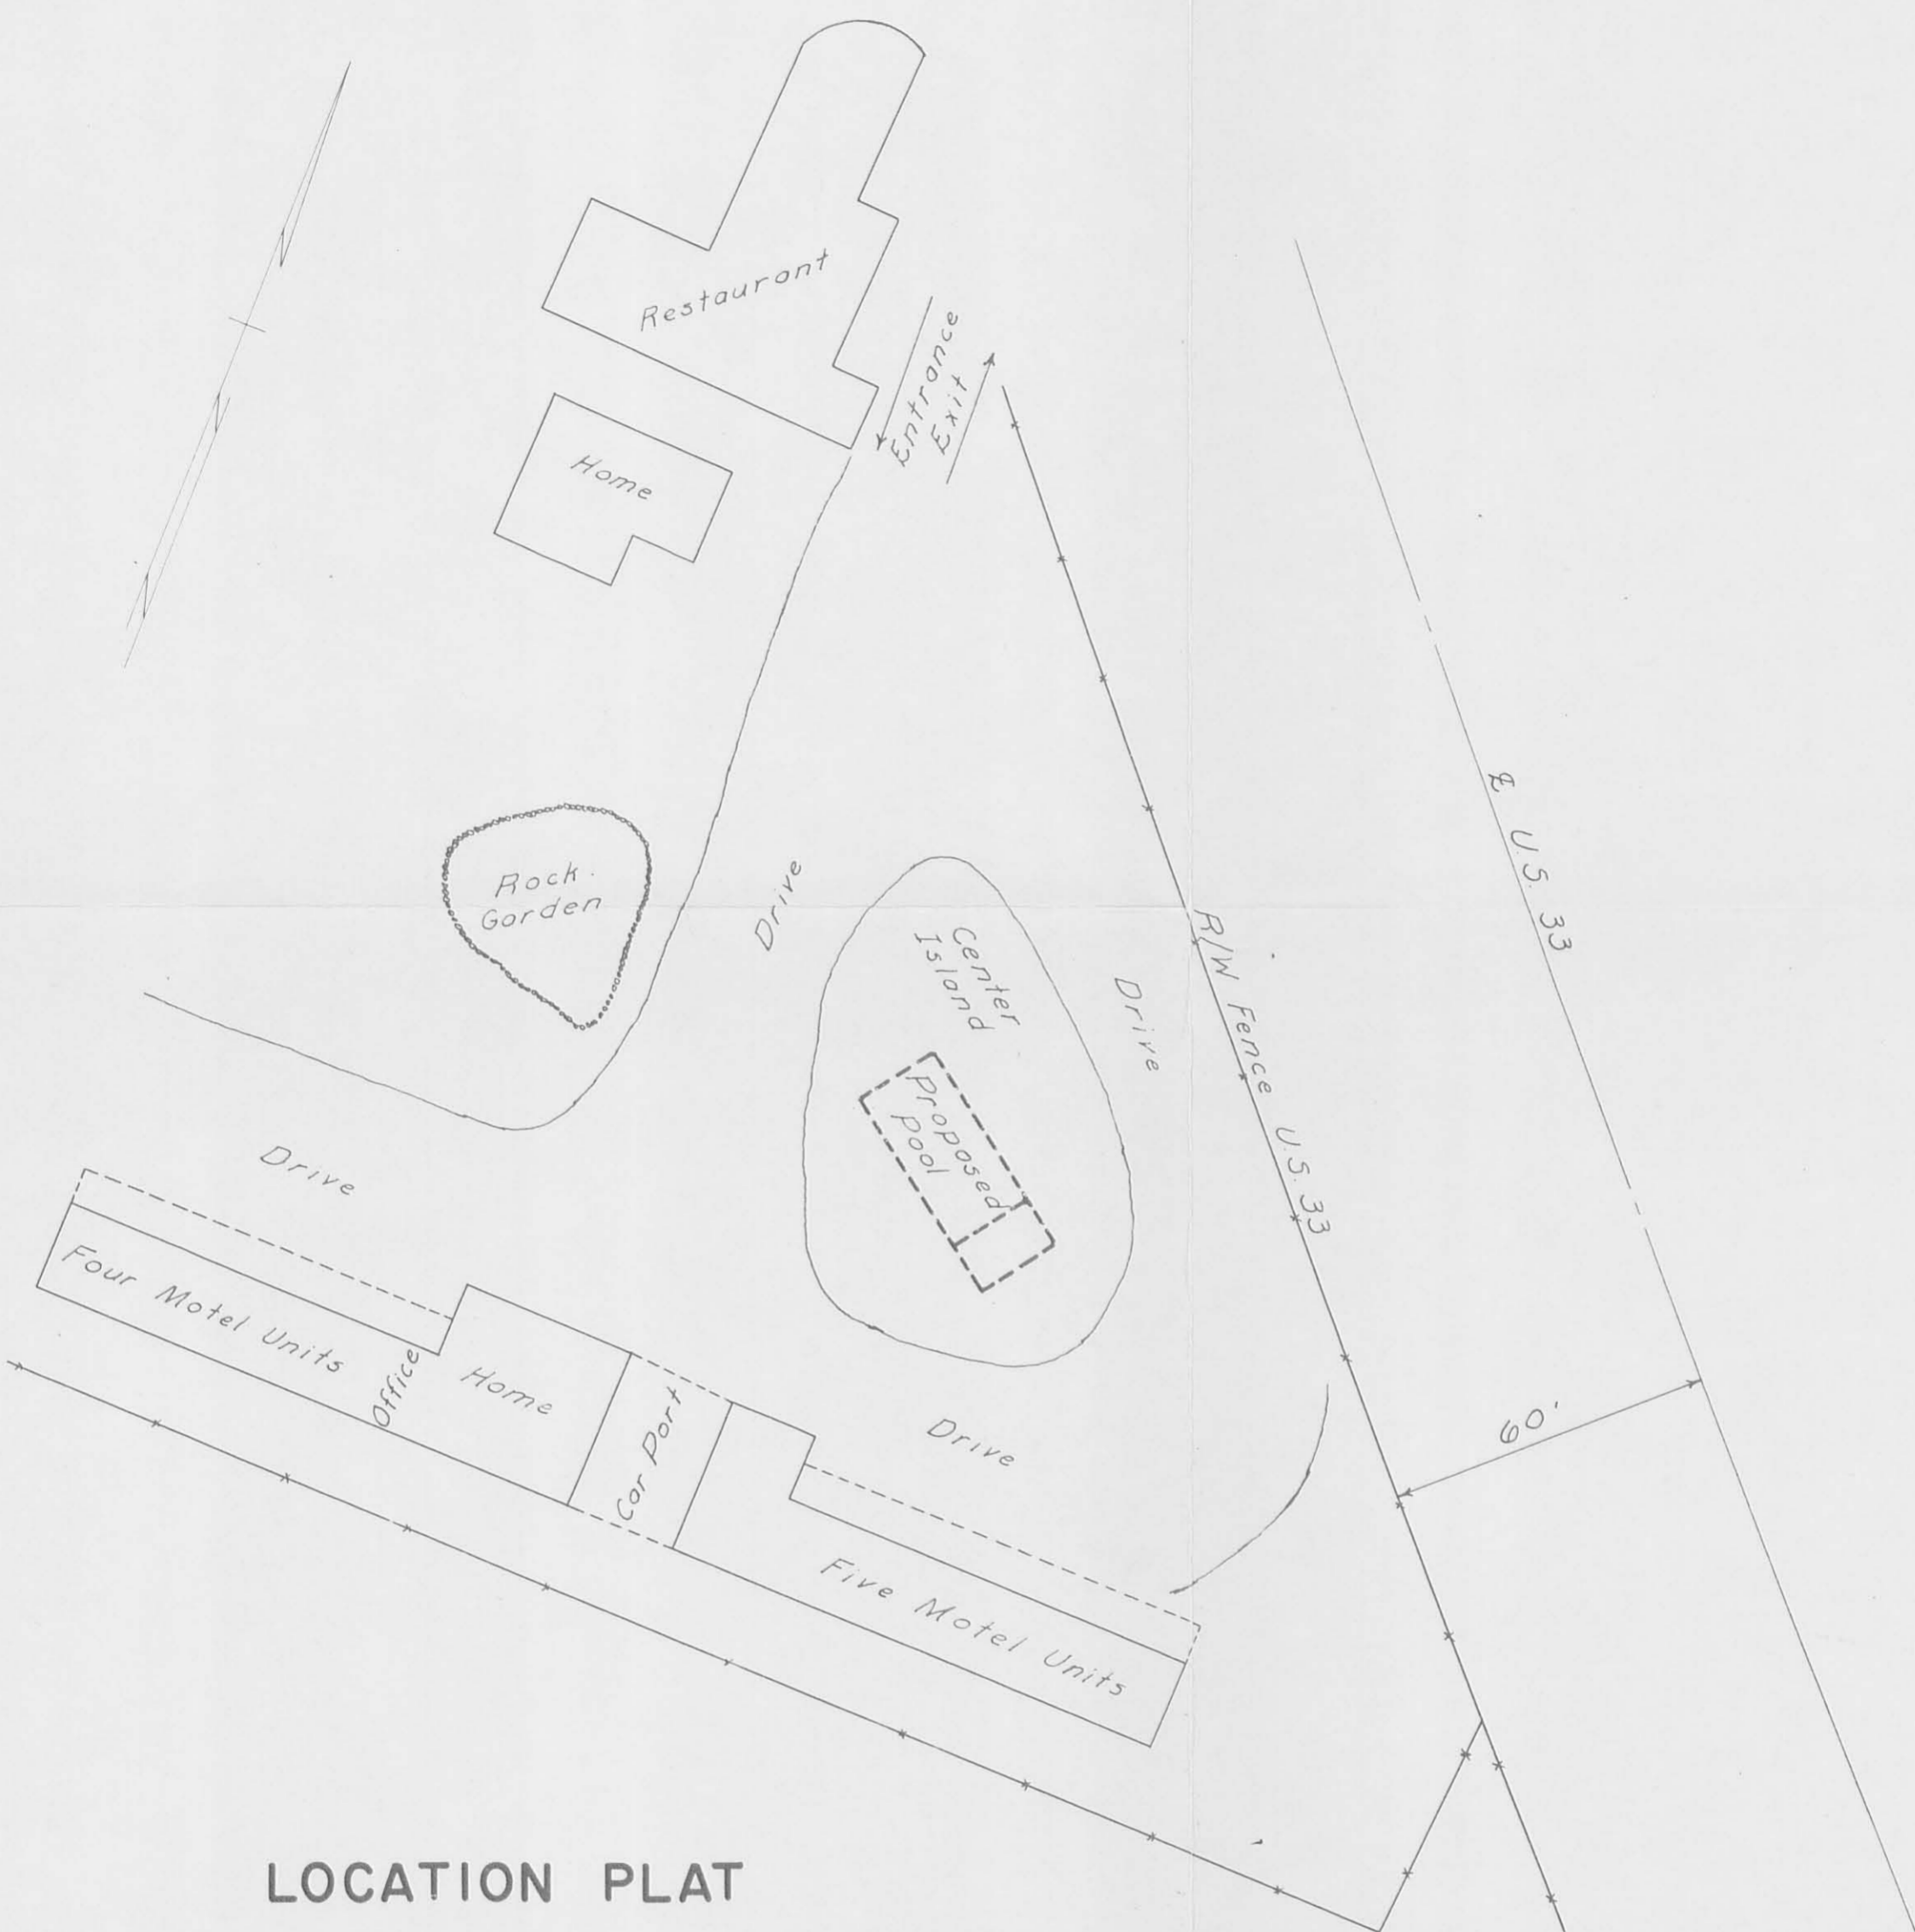 N
Restaurant
Entrance
Exit
Home
Rock
Garden
Drive
Center
Island
Proposed
Pool
Drive
R/W Fence U.S. 33
℄ U.S. 33
60'
Drive
Four Motel Units
Office
Home
Car Port
Drive
Five Motel Units
LOCATION PLAT